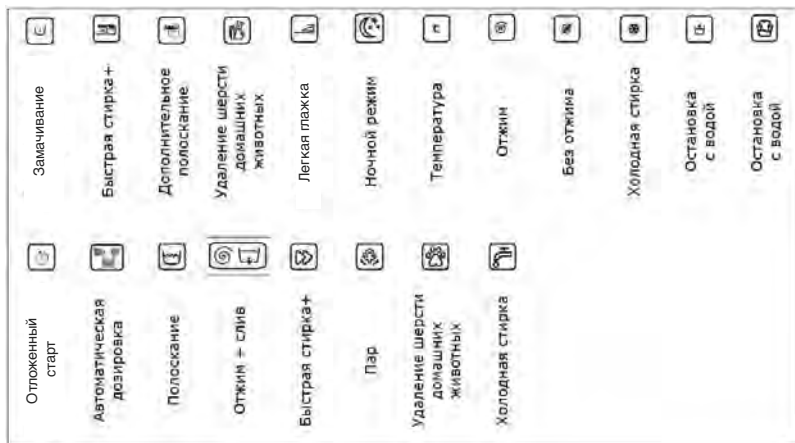 Замачивание
Быстрая стирка+
Дополнительное
полоскание
Удаление шерсти
домашних
животных
Легкая глажка
Ночной режим
Температура
Отжим
Без отжима
Холодная стирка
Остановка
с водой
Остановка
с водой
Отложенный
старт
Автоматическая
дозировка
Полоскание
Отжим + слив
Быстрая стирка+
Пар
Удаление шерсти
домашних
животных
Холодная стирка